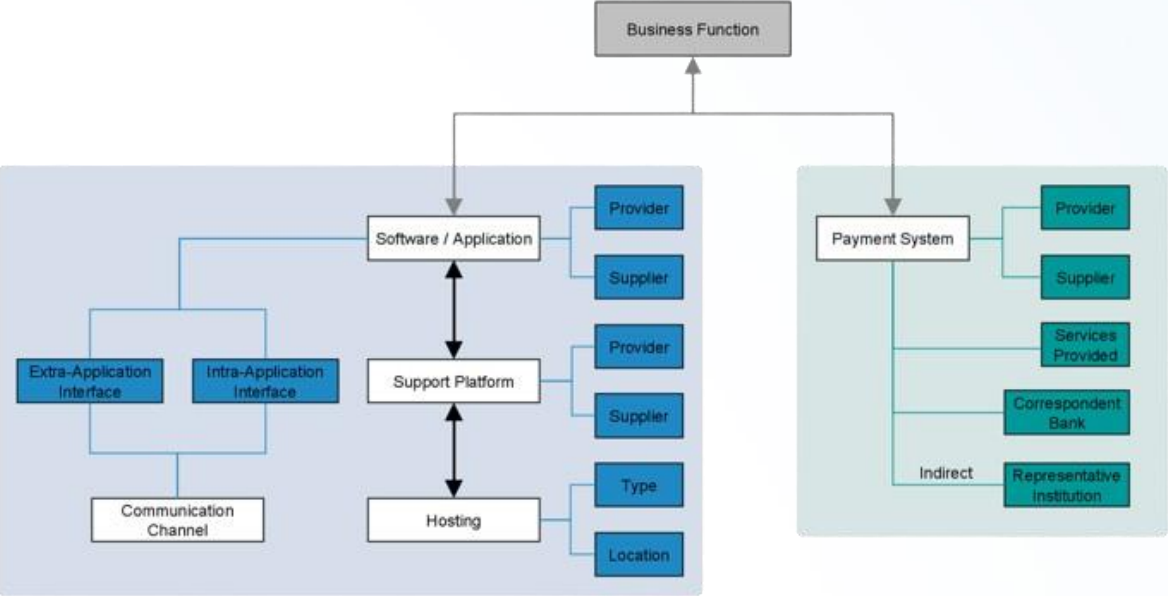 Business Function
Provider
Software / Application
Supplier
Provider
Extra-Application
Interface
Intra-Application
Interface
Support Platform
Supplier
Type
Communication
Channel
Hosting
Location
Provider
Payment System
Supplier
Services
Provided
Correspondent
Bank
Indirect
Representative
Institution